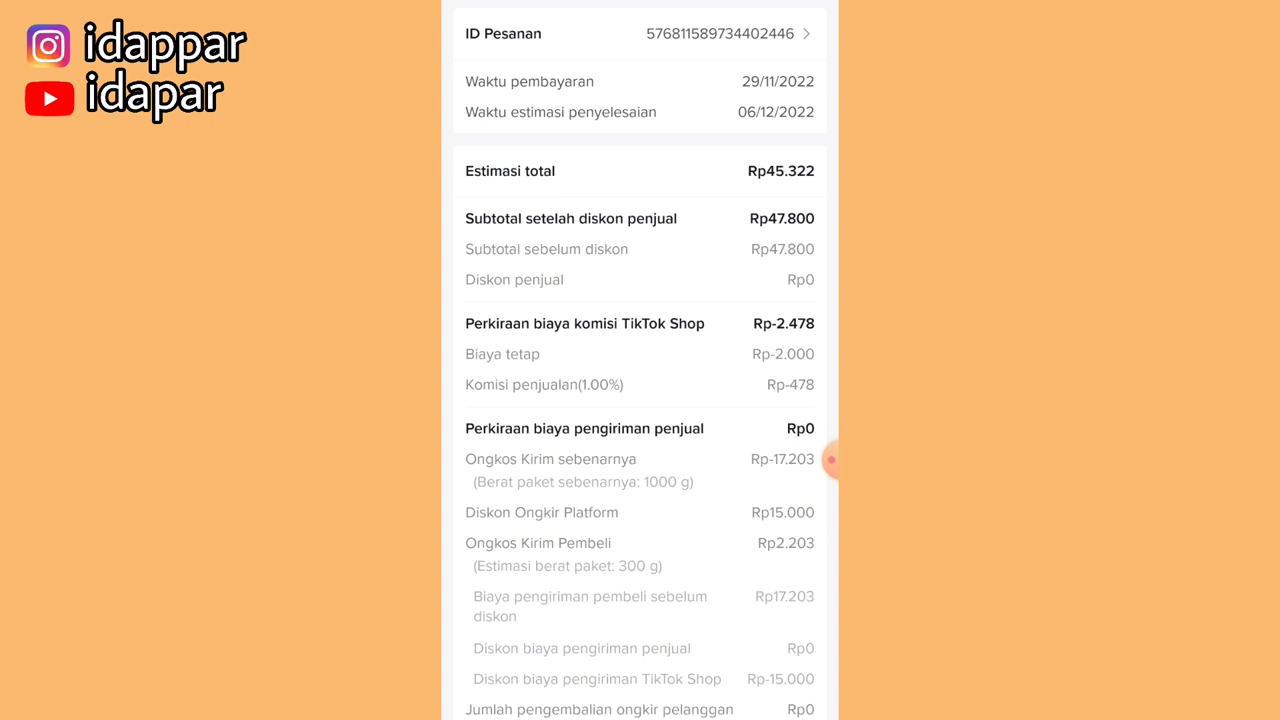 idappar
idapar
ID Pesanan 576811589734402446
Waktu pembayaran 29/11/2022
Waktu estimasi penyelesaian 06/12/2022
Estimasi total Rp45.322
Subtotal setelah diskon penjual Rp47.800
Subtotal sebelum diskon Rp47.800
Diskon penjual Rp0
Perkiraan biaya komisi TikTok Shop Rp-2.478
Biaya tetap Rp-2.000
Komisi penjualan(1.00%) Rp-478
Perkiraan biaya pengiriman penjual Rp0
Ongkos Kirim sebenarnya Rp-17.203
(Berat paket sebenarnya: 1000 g)
Diskon Ongkir Platform Rp15.000
Ongkos Kirim Pembeli Rp2.203
(Estimasi berat paket: 300 g)
Biaya pengiriman pembeli sebelum Rp17.203
diskon
Diskon biaya pengiriman penjual Rp0
Diskon biaya pengiriman TikTok Shop Rp-15.000
Jumlah pengembalian ongkir pelanggan Rp0